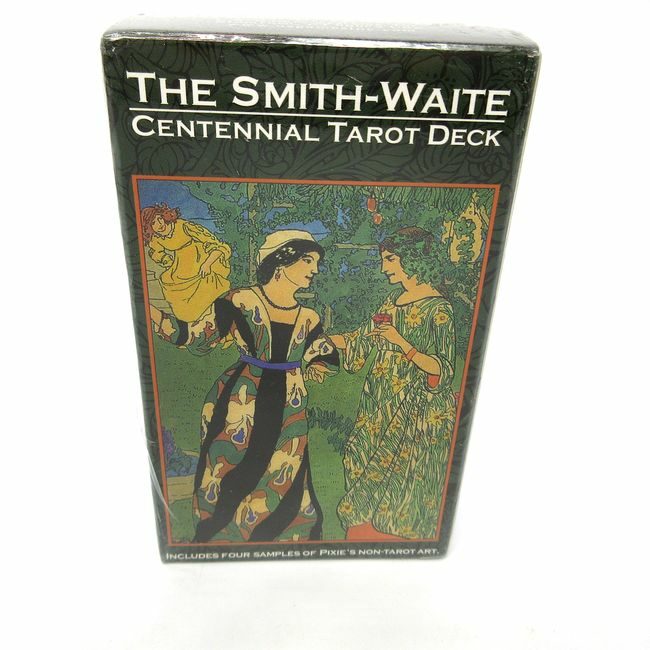 THE SMITH-WAITE
CENTENNIAL TAROT DECK
INCLUDES FOUR SAMPLES OF PIXIE'S NON-TAROT ART.